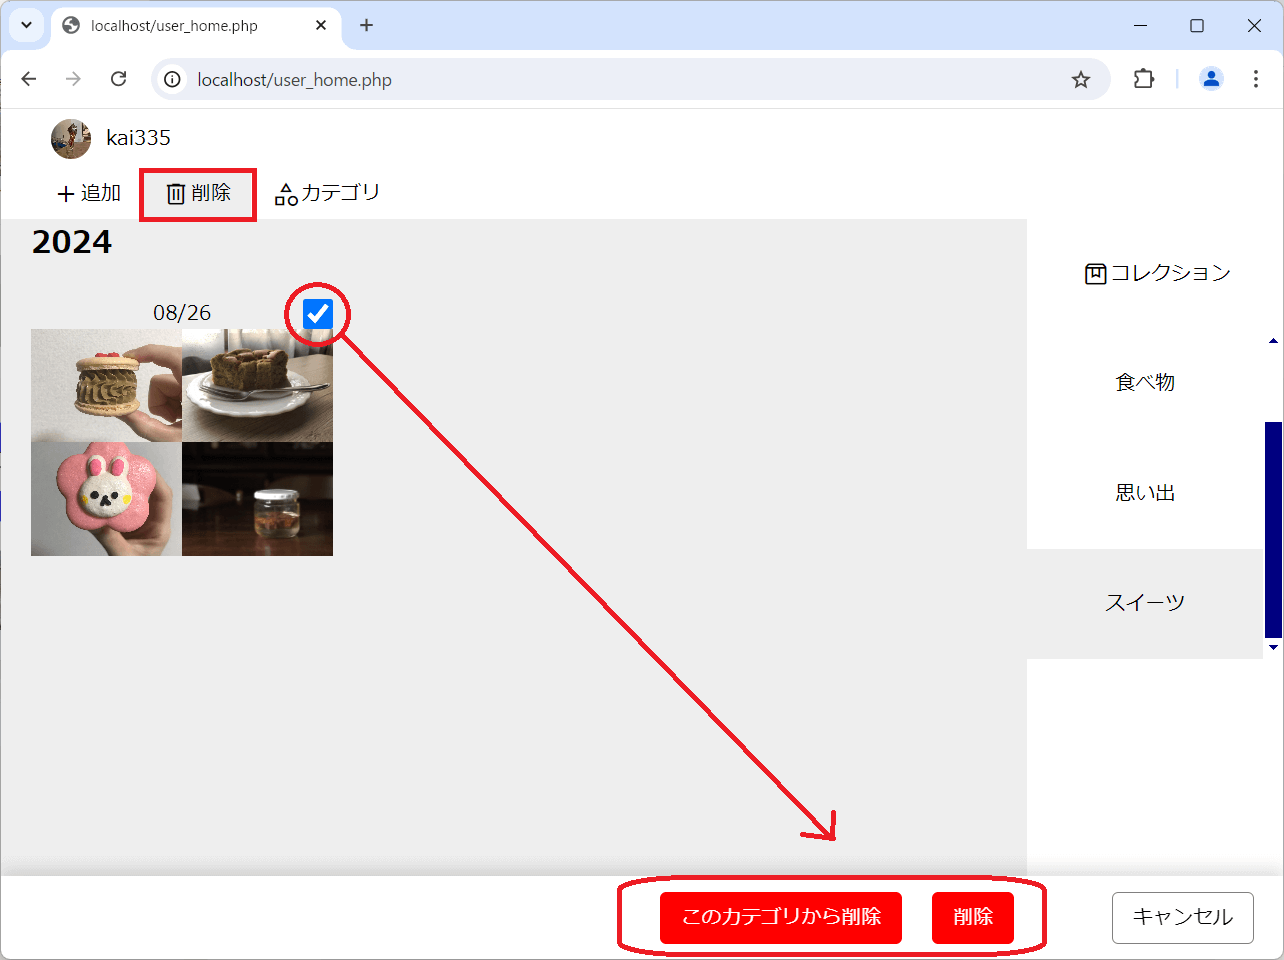 localhost/user_home.php
localhost/user_home.php
kai335
追加
削除
カテゴリ
2024
08/26
コレクション
食べ物
思い出
スイーツ
このカテゴリから削除
削除
キャンセル